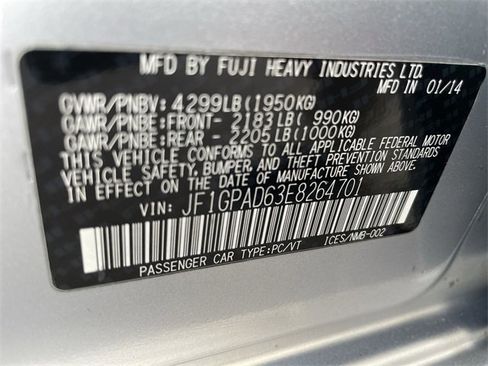 MFD BY FUJI HEAVY INDUSTRIES LTD.
MFD IN 01/14
GVWR/PNBV: 4299LB(1950KG)
GAWR/PNBE:FRONT- 2183LB( 990KG)
GAWR/PNBE:REAR - 2205LB(1000KG)
THIS VEHICLE CONFORMS TO ALL APPLICABLE FEDERAL MOTOR
VEHICLE SAFETY, BUMPER, AND THEFT PREVENTION STANDARDS
IN EFFECT ON THE DATE OF MANUFACTURE SHOWN ABOVE.
VIN: JF1GPAD63E8264701
PASSENGER CAR TYPE:PC/VT ICES/NMB-002